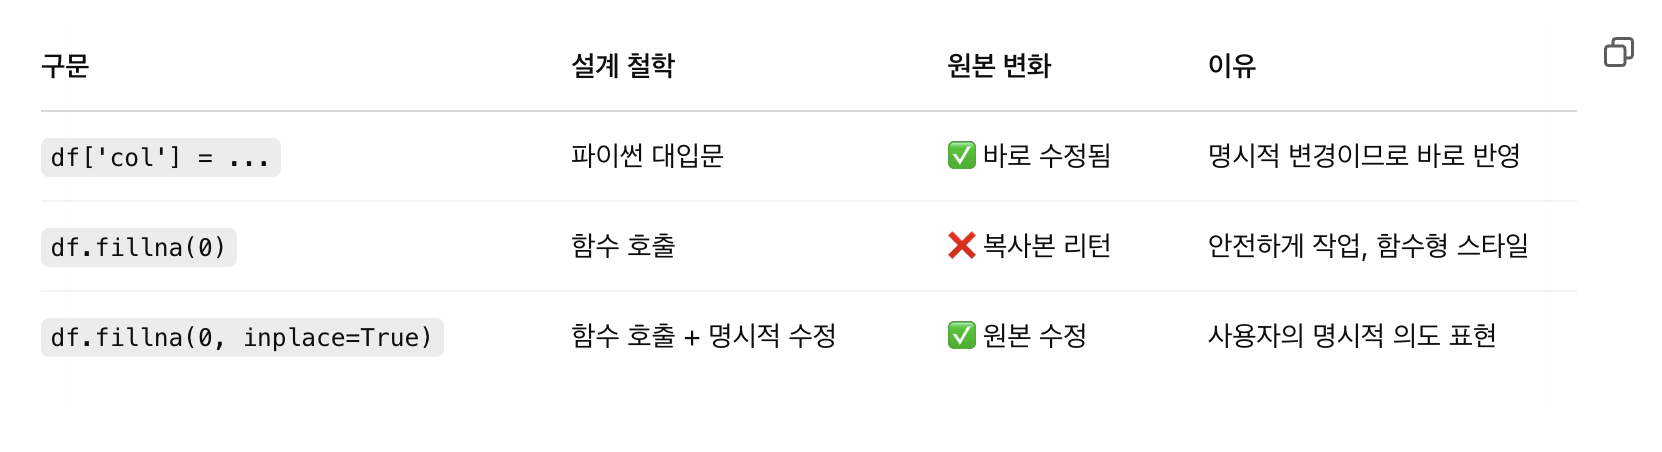 구문 설계 철학 원본 변화 이유
df['col'] = ... 파이썬 대입문 ✅ 바로 수정됨 명시적 변경이므로 바로 반영
df.fillna(0) 함수 호출 ❌ 복사본 리턴 안전하게 작업, 함수형 스타일
df.fillna(0, inplace=True) 함수 호출 + 명시적 수정 ✅ 원본 수정 사용자의 명시적 의도 표현